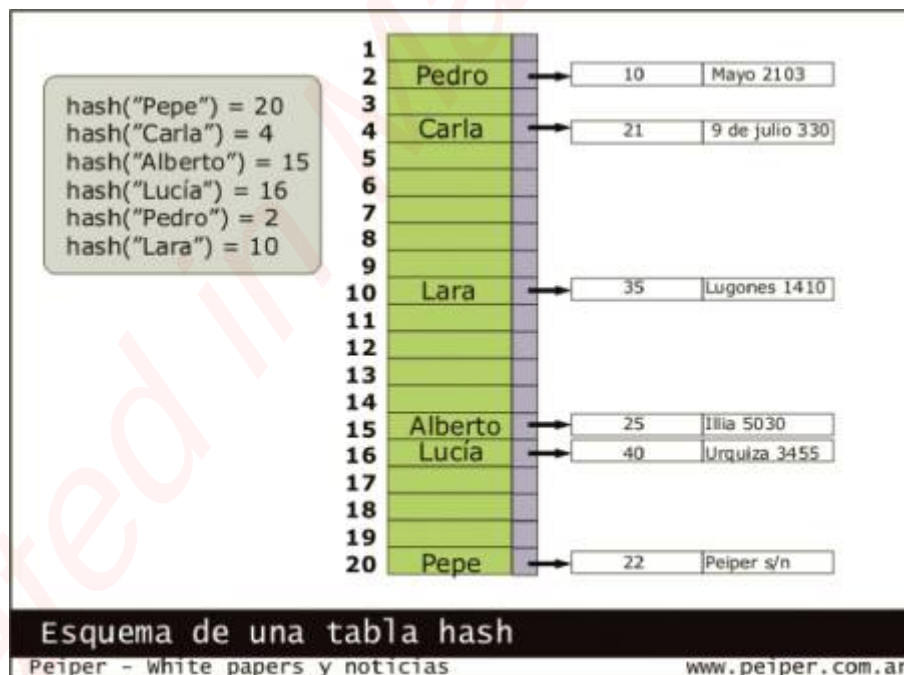 hash("Pepe") = 20
hash("Carla") = 4
hash("Alberto") = 15
hash("Lucía") = 16
hash("Pedro") = 2
hash("Lara") = 10
1
2 Pedro 10 Mayo 2103
3
4 Carla 21 9 de julio 330
5
6
7
8
9
10 Lara 35 Lugones 1410
11
12
13
14
15 Alberto 25 Illia 5030
16 Lucía 40 Urquiza 3455
17
18
19
20 Pepe 22 Peiper s/n
Esquema de una tabla hash
Peiper - White papers y noticias www.peiper.com.ar